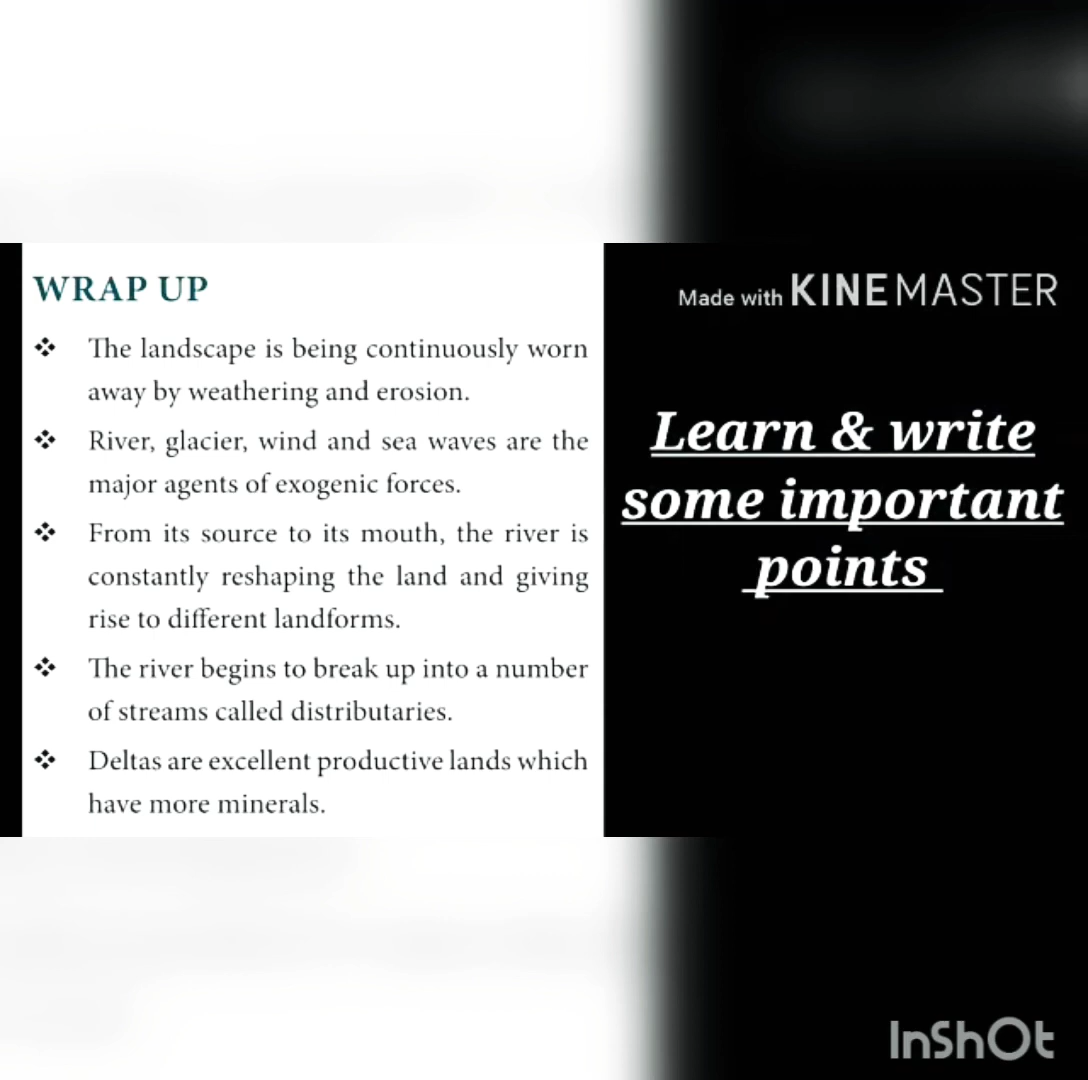 WRAP UP
❖ The landscape is being continuously worn
away by weathering and erosion.
❖ River, glacier, wind and sea waves are the
major agents of exogenic forces.
❖ From its source to its mouth, the river is
constantly reshaping the land and giving
rise to different landforms.
❖ The river begins to break up into a number
of streams called distributaries.
❖ Deltas are excellent productive lands which
have more minerals.
Made with KINEMASTER
Learn & write
some important
points
InShOt